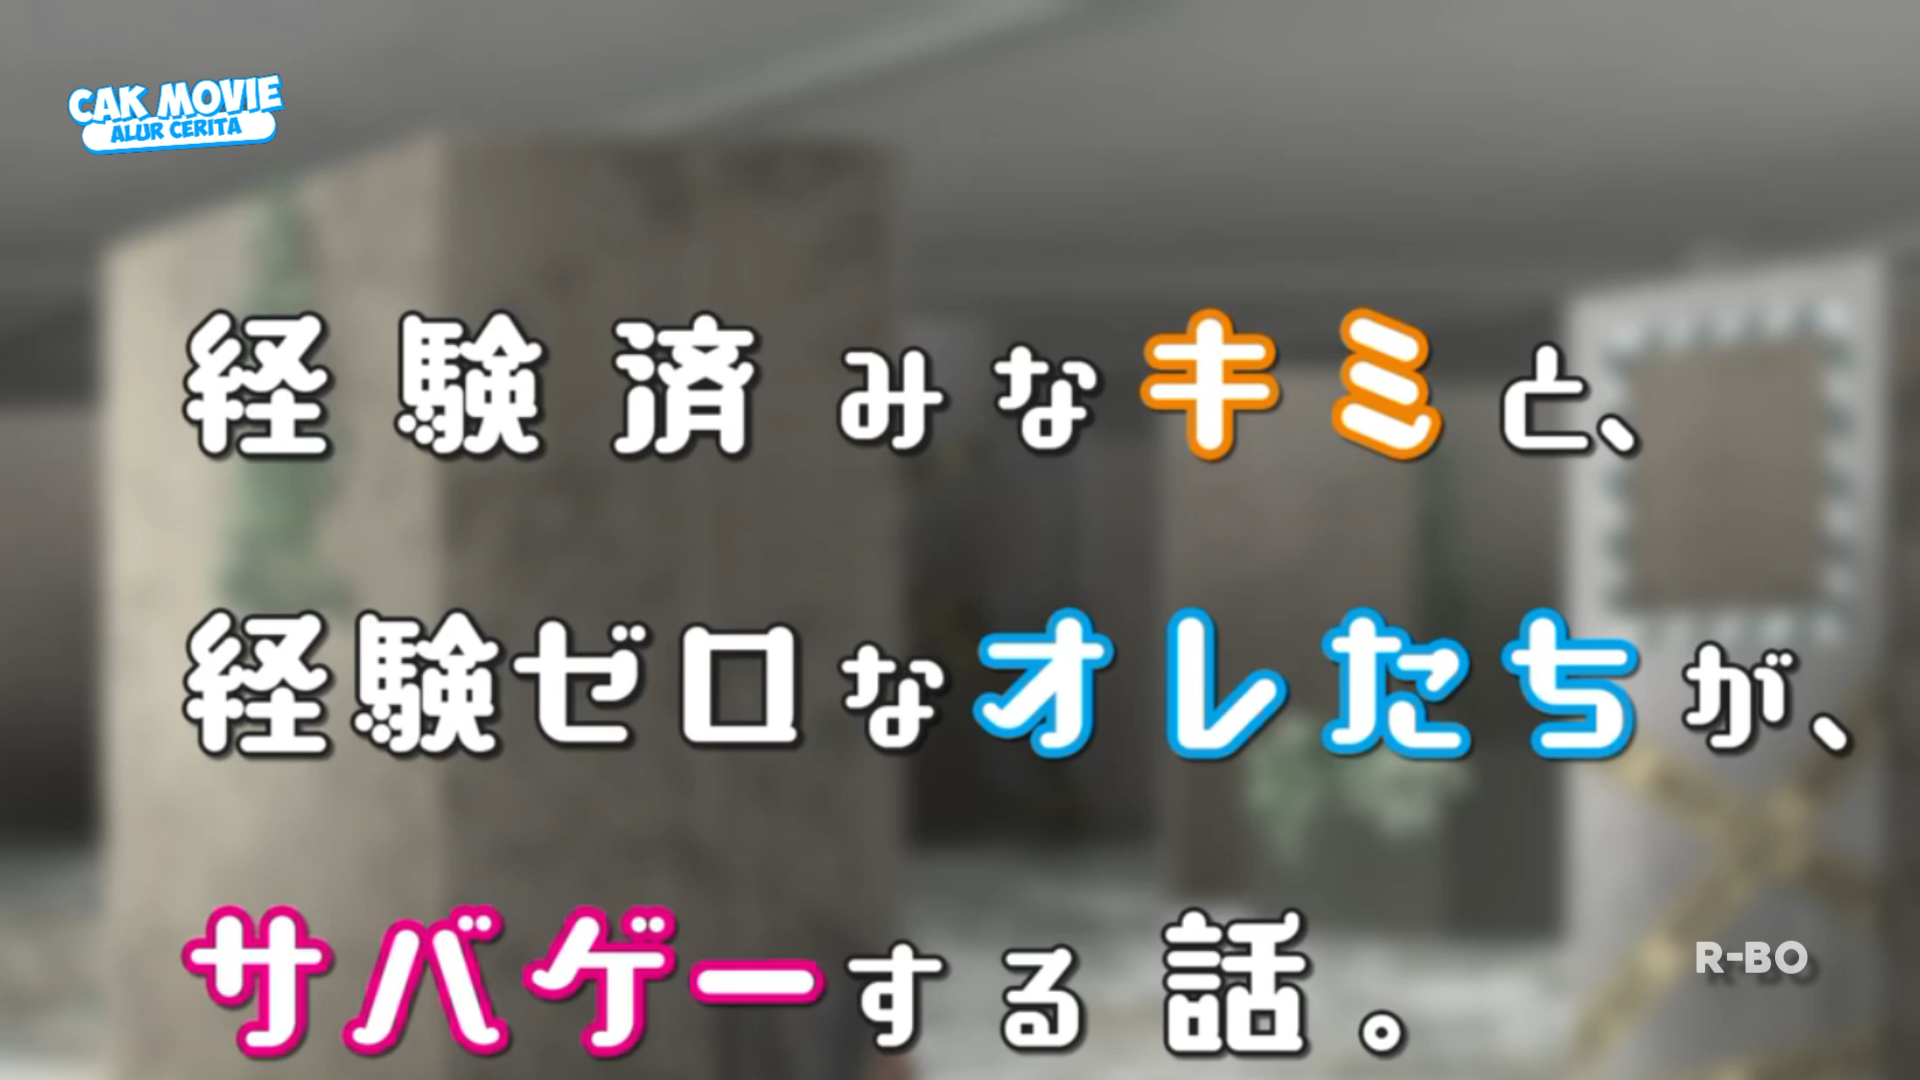 CAK MOVIE
ALUR CERITA
経験済みなキミと、
経験ゼロなオレたちが、
サバゲーする話。
R-BO